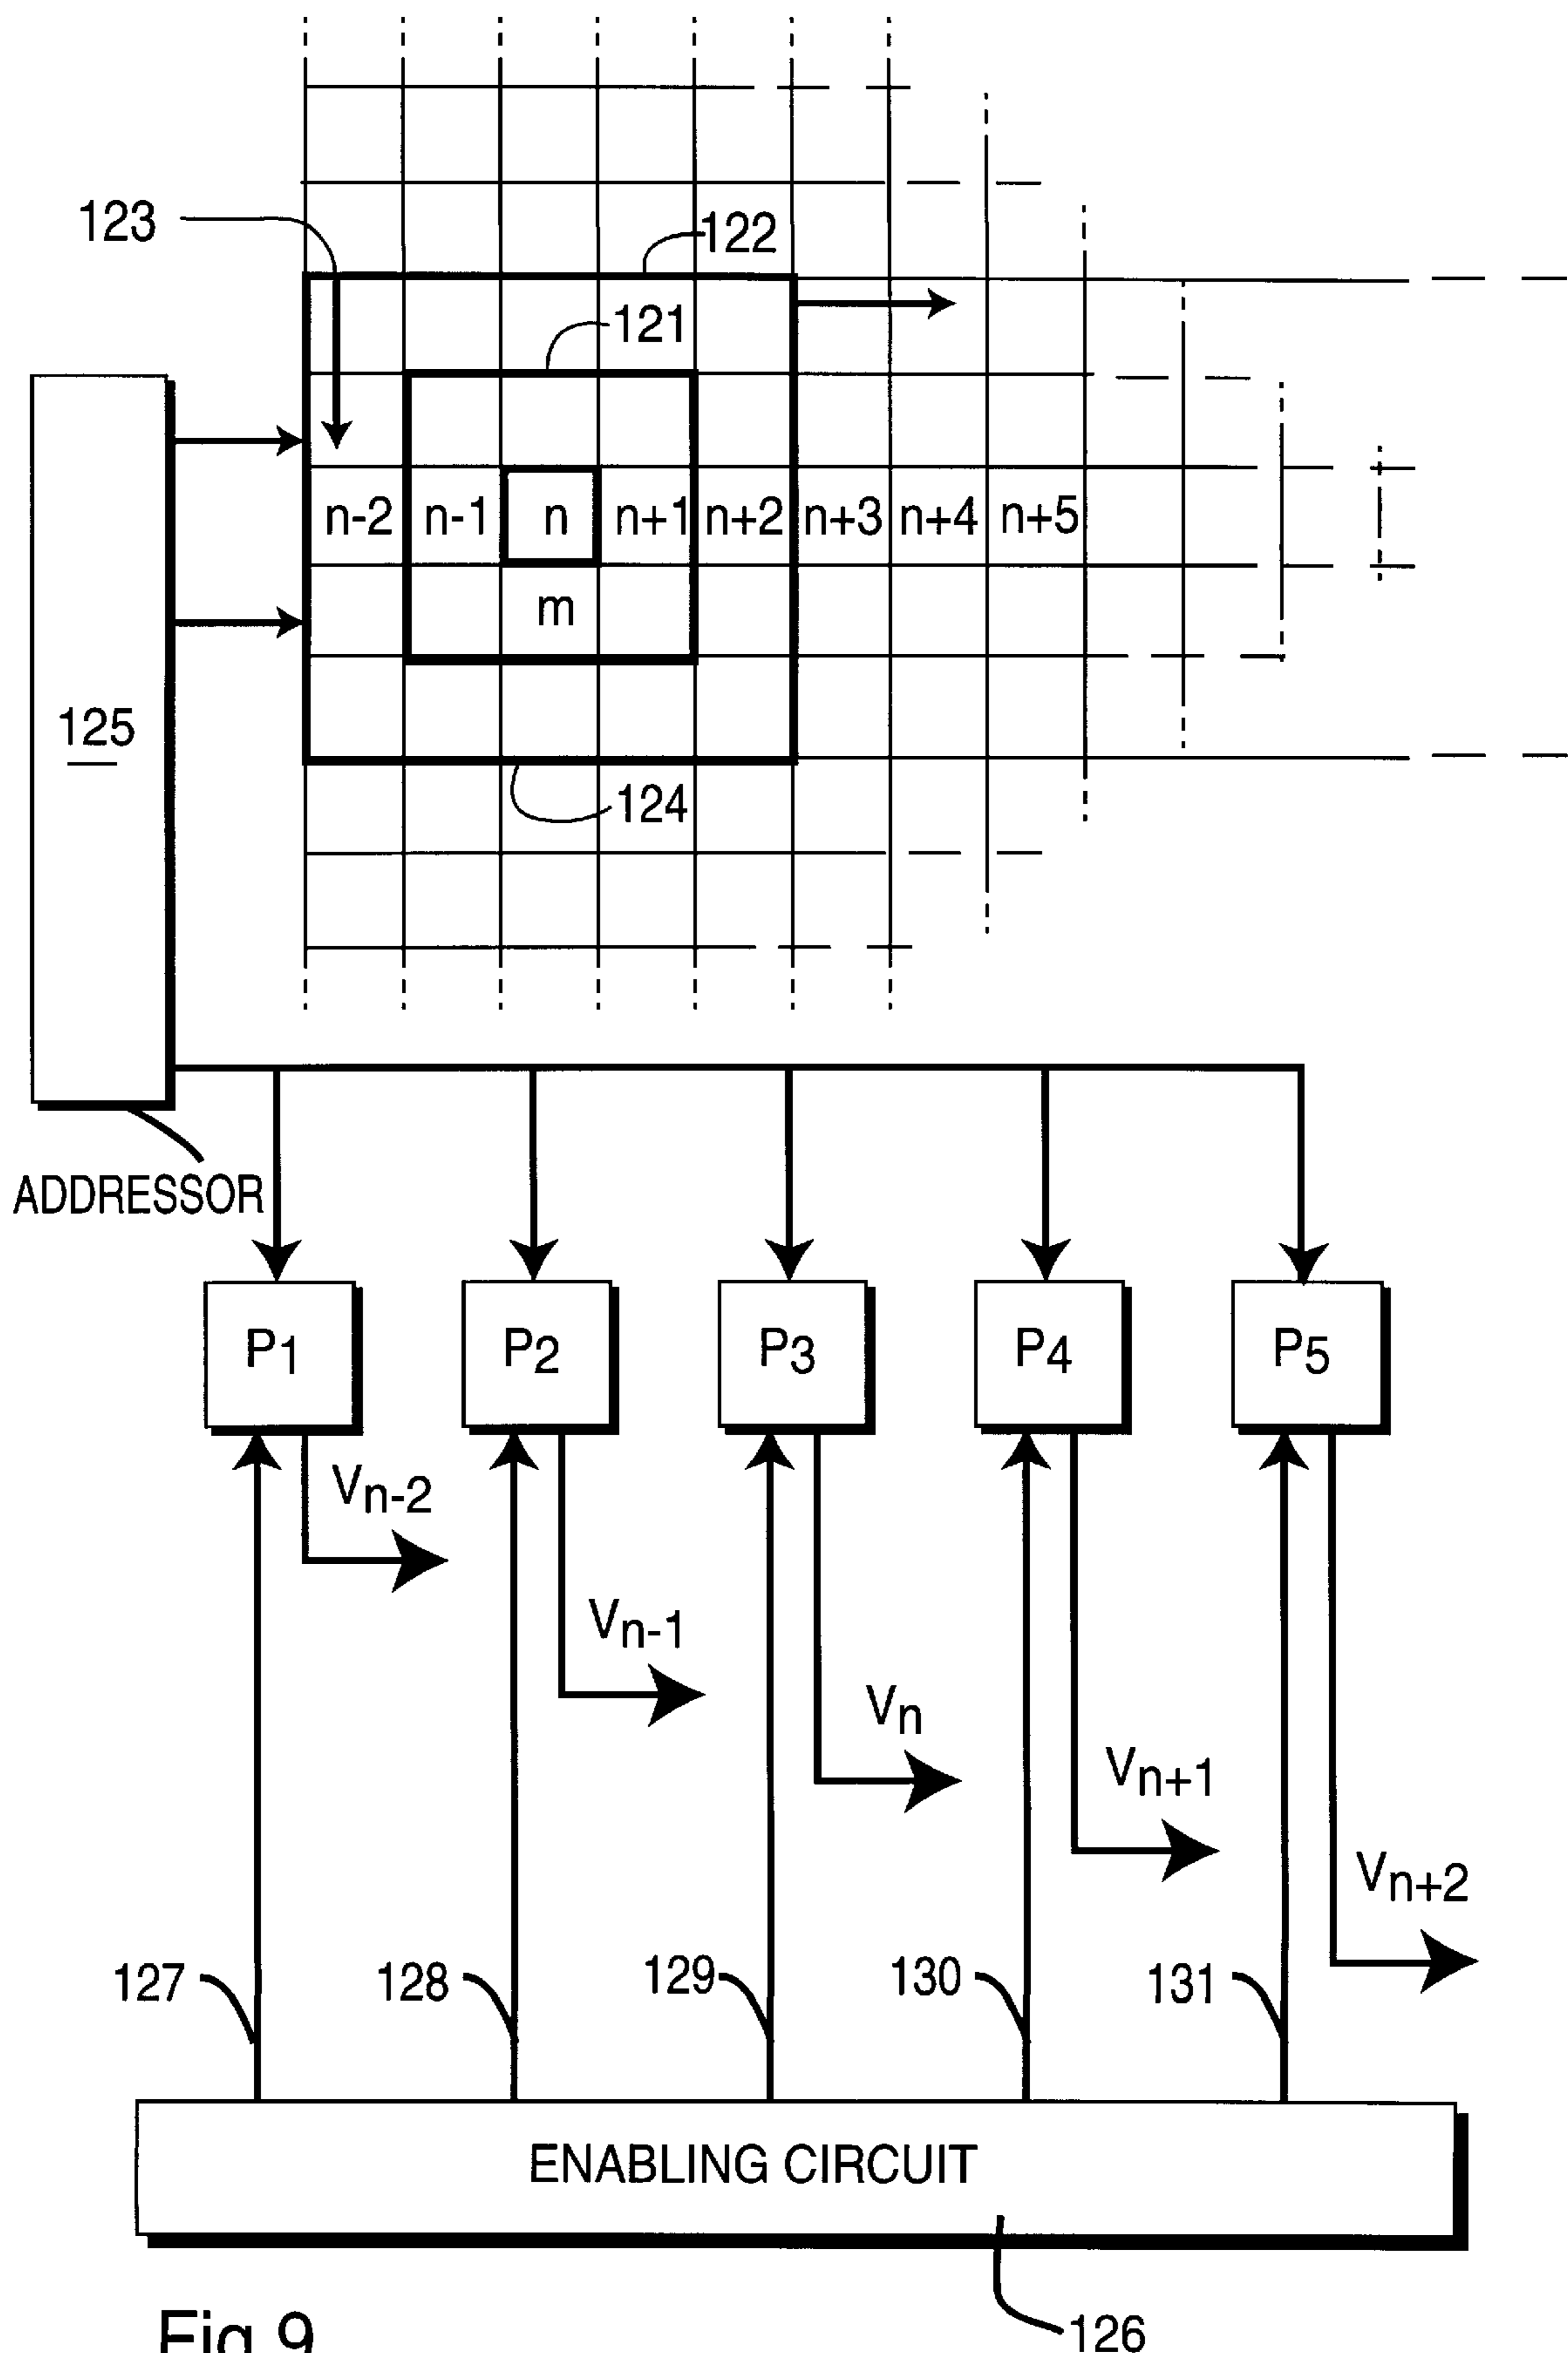 123
122
121
n-2 n-1 n n+1 n+2 n+3 n+4 n+5
m
125
124
ADDRESSOR
P1 P2 P3 P4 P5
Vn-2
Vn-1
Vn
Vn+1
Vn+2
127 128 129 130 131
ENABLING CIRCUIT
126
Fig.9